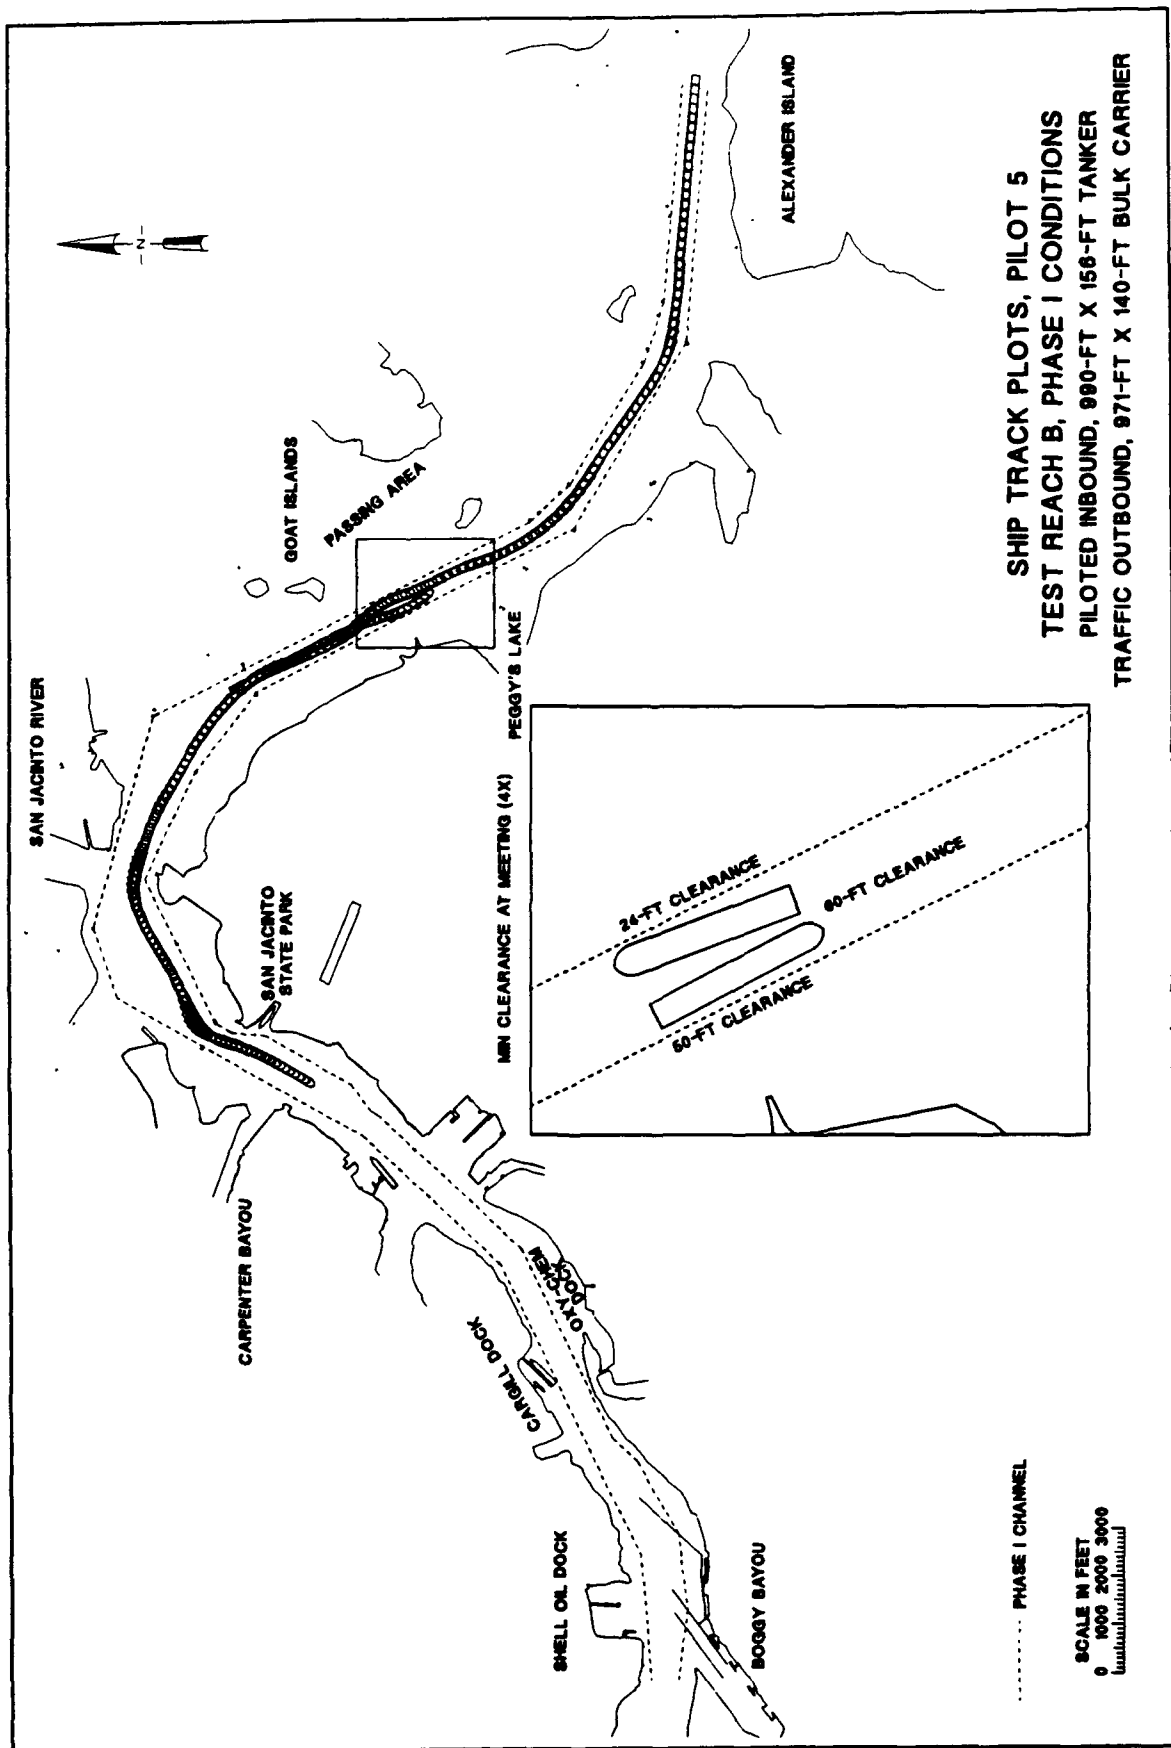 SAN JACINTO RIVER
GOAT ISLANDS
PASSING AREA
ALEXANDER ISLAND
N
SAN JACINTO
STATE PARK
PEGGY'S LAKE
CARPENTER BAYOU
CARGILL DOCK
OXY-CHEM
DOCK
SHELL OIL DOCK
BOGGY BAYOU
MIN CLEARANCE AT MEETING (4X)
24-FT CLEARANCE
60-FT CLEARANCE
50-FT CLEARANCE
PHASE I CHANNEL
SCALE IN FEET
0 1000 2000 3000
SHIP TRACK PLOTS, PILOT 5
TEST REACH B, PHASE I CONDITIONS
PILOTED INBOUND, 990-FT X 156-FT TANKER
TRAFFIC OUTBOUND, 971-FT X 140-FT BULK CARRIER